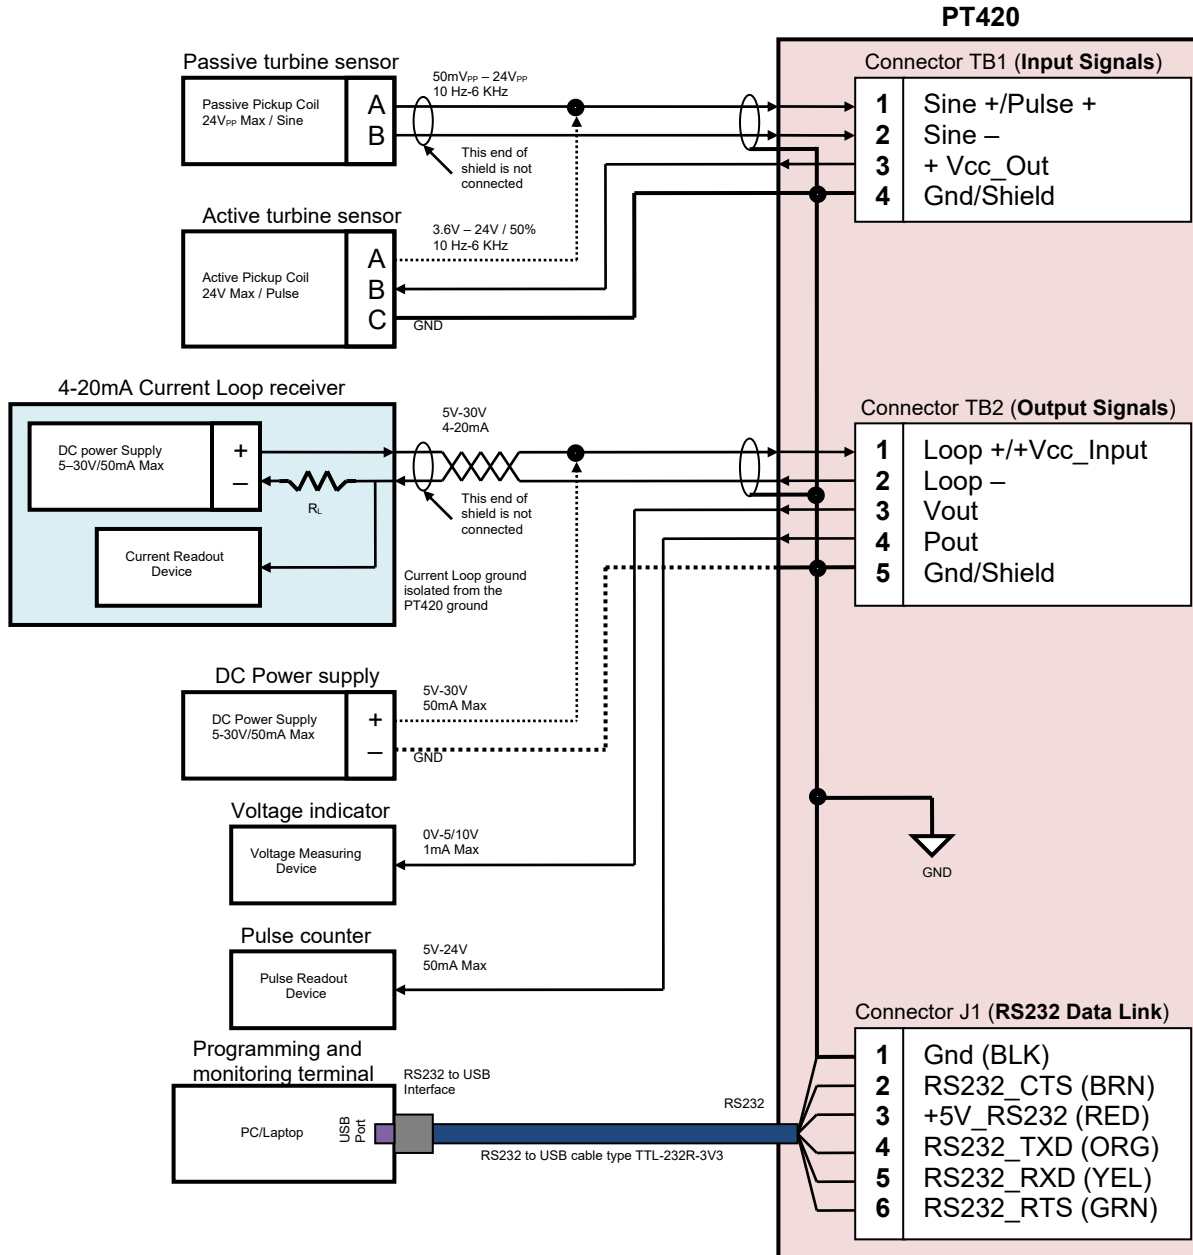 PT420
Passive turbine sensor
Passive Pickup Coil
24VPP Max / Sine
A
B
50mVPP – 24VPP
10 Hz-6 KHz
This end of
shield is not
connected
Connector TB1 (Input Signals)
1 Sine +/Pulse +
2 Sine –
3 + Vcc_Out
4 Gnd/Shield
Active turbine sensor
Active Pickup Coil
24V Max / Pulse
A
B
C
3.6V – 24V / 50%
10 Hz-6 KHz
GND
4-20mA Current Loop receiver
DC power Supply
5–30V/50mA Max
+
–
RL
Current Readout
Device
5V-30V
4-20mA
This end of
shield is not
connected
Current Loop ground
isolated from the
PT420 ground
Connector TB2 (Output Signals)
1 Loop +/+Vcc_Input
2 Loop –
3 Vout
4 Pout
5 Gnd/Shield
DC Power supply
DC Power Supply
5-30V/50mA Max
+
–
5V-30V
50mA Max
GND
Voltage indicator
Voltage Measuring
Device
0V-5/10V
1mA Max
GND
Pulse counter
Pulse Readout
Device
5V-24V
50mA Max
Programming and
monitoring terminal
PC/Laptop
USB
Port
RS232 to USB
Interface
RS232
RS232 to USB cable type TTL-232R-3V3
Connector J1 (RS232 Data Link)
1 Gnd (BLK)
2 RS232_CTS (BRN)
3 +5V_RS232 (RED)
4 RS232_TXD (ORG)
5 RS232_RXD (YEL)
6 RS232_RTS (GRN)